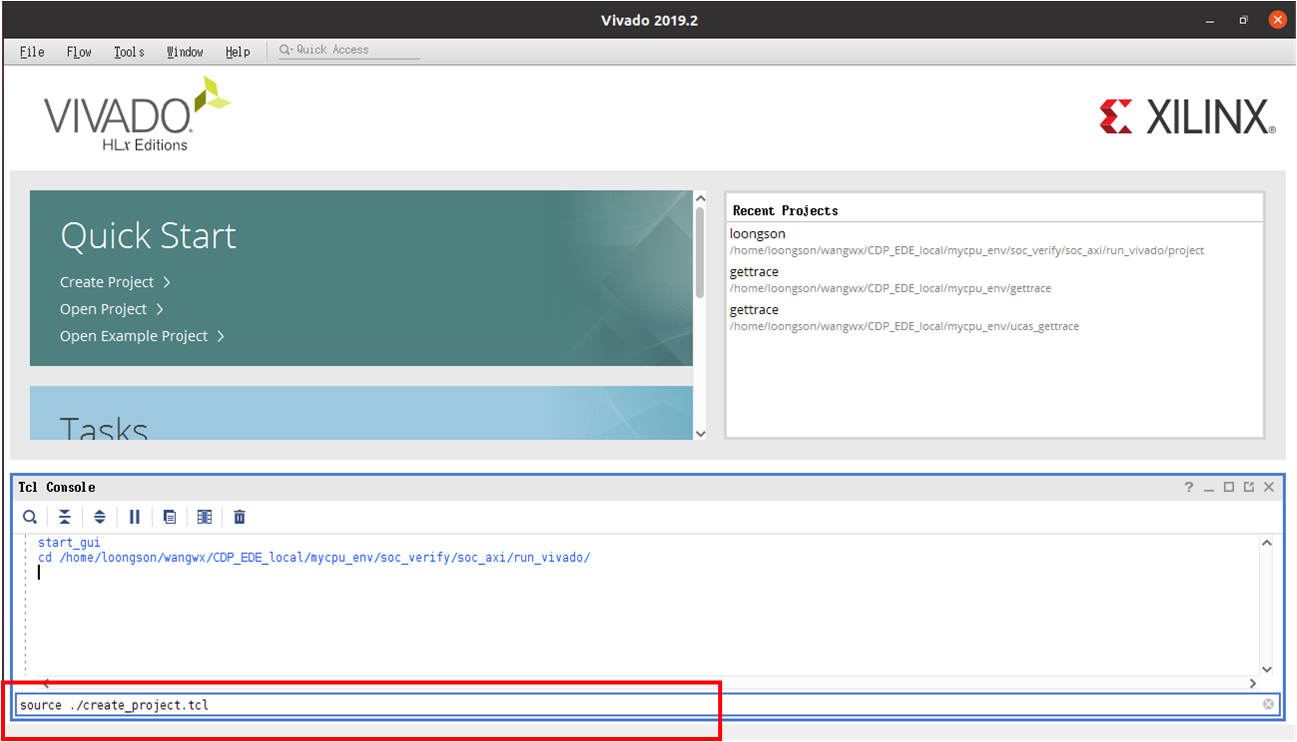 Vivado 2019.2
File Flow Tools Window Help Quick Access
VIVADO.
HLx Editions
XILINX®
Quick Start
Create Project
Open Project
Open Example Project
Tasks
Recent Projects
loongson
/home/loongson/wangwx/CDP_EDE_local/mycpu_env/soc_verify/soc_axi/run_vivado/project
gettrace
/home/loongson/wangwx/CDP_EDE_local/mycpu_env/gettrace
gettrace
/home/loongson/wangwx/CDP_EDE_local/mycpu_env/ucas_gettrace
Tcl Console
start_gui
cd /home/loongson/wangwx/CDP_EDE_local/mycpu_env/soc_verify/soc_axi/run_vivado/
source ./create_project.tcl